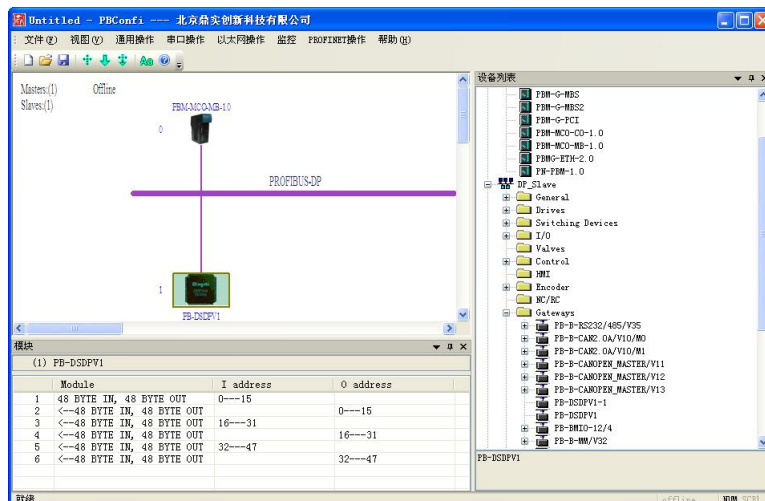 Untitled - PBConfi --- 北京鼎实创新科技有限公司
文件(F) 视图(V) 通用操作 串口操作 以太网操作 监控 PROFINET操作 帮助(H)
Masters:(1) Offline
Slaves:(1)
PBM-MCO-MB-1.0
0
PROFIBUS-DP
1
PB-DSDPV1
模块
(1) PB-DSDPV1
Module I address O address
1 48 BYTE IN, 48 BYTE OUT 0---15
2 <--48 BYTE IN, 48 BYTE OUT 0---15
3 <--48 BYTE IN, 48 BYTE OUT 16---31
4 <--48 BYTE IN, 48 BYTE OUT 16---31
5 <--48 BYTE IN, 48 BYTE OUT 32---47
6 <--48 BYTE IN, 48 BYTE OUT 32---47
设备列表
PBM-G-MBS
PBM-G-MBS2
PBM-G-PCI
PBM-MCO-CO-1.0
PBM-MCO-MB-1.0
PBMG-ETH-2.0
PN-PBM-1.0
DP_Slave
General
Drives
Switching Devices
I/O
Valves
Control
HMI
Encoder
NC/RC
Gateways
PB-B-RS232/485/V35
PB-B-CAN2.0A/V10/M0
PB-B-CAN2.0A/V10/M1
PB-B-CANOPEN_MASTER/V11
PB-B-CANOPEN_MASTER/V12
PB-B-CANOPEN_MASTER/V13
PB-DSDPV1-1
PB-DSDPV1
PB-BMIO-12/4
PB-B-MM/V32
PB-DSDPV1
就绪
offline NUM SCRL